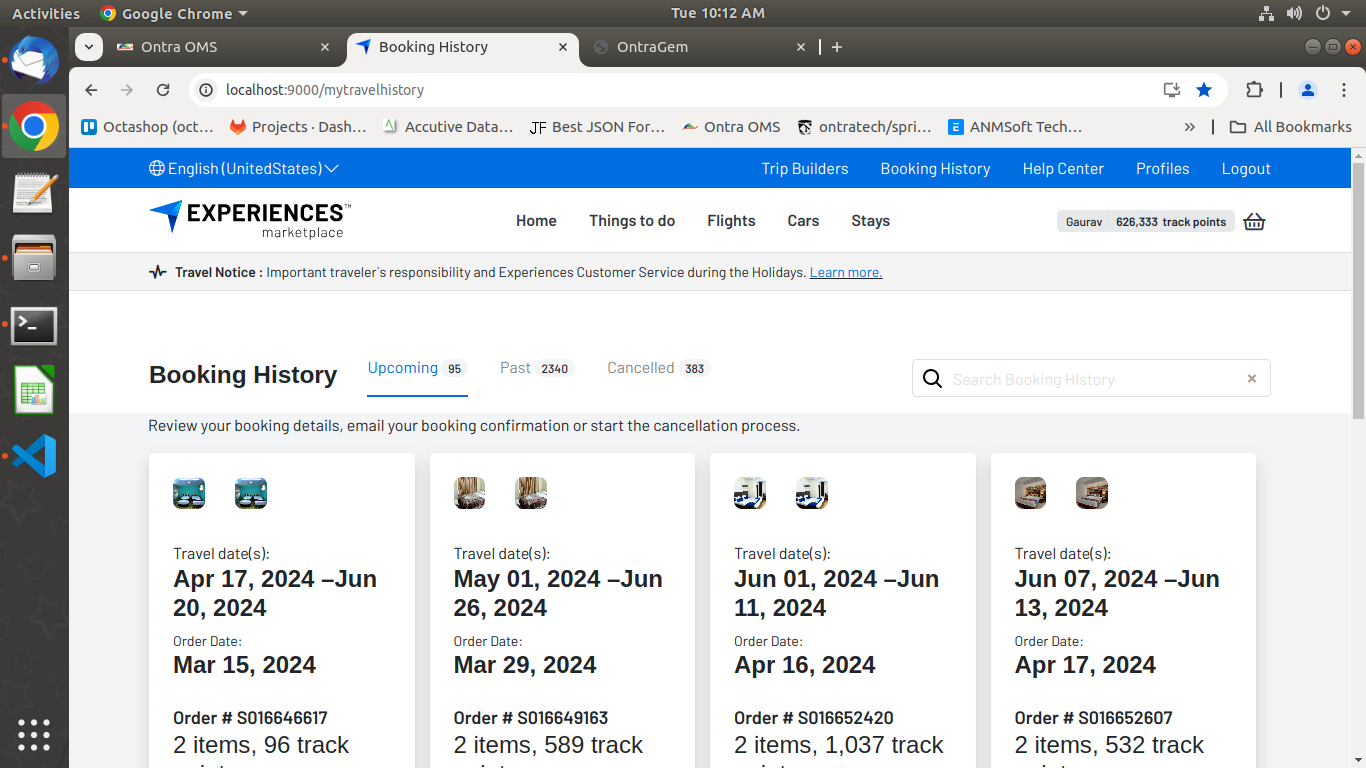 Activities Google Chrome Tue 10:12 AM
Ontra OMS Booking History OntraGem
localhost:9000/mytravelhistory
Octashop (oct… Projects · Dash… Accutive Data… JF Best JSON For… Ontra OMS ontratech/spri… ANMSoft Tech… » All Bookmarks
English (UnitedStates) Trip Builders Booking History Help Center Profiles Logout
EXPERIENCES™
marketplace
Home Things to do Flights Cars Stays
Gaurav 626,333 track points
Travel Notice : Important traveler`s responsibility and Experiences Customer Service during the Holidays. Learn more.
Booking History Upcoming 95 Past 2340 Cancelled 383
Search Booking History
Review your booking details, email your booking confirmation or start the cancellation process.
Travel date(s):
Apr 17, 2024 –Jun
20, 2024
Order Date:
Mar 15, 2024
Order # S016646617
2 items, 96 track
Travel date(s):
May 01, 2024 –Jun
26, 2024
Order Date:
Mar 29, 2024
Order # S016649163
2 items, 589 track
Travel date(s):
Jun 01, 2024 –Jun
11, 2024
Order Date:
Apr 16, 2024
Order # S016652420
2 items, 1,037 track
Travel date(s):
Jun 07, 2024 –Jun
13, 2024
Order Date:
Apr 17, 2024
Order # S016652607
2 items, 532 track